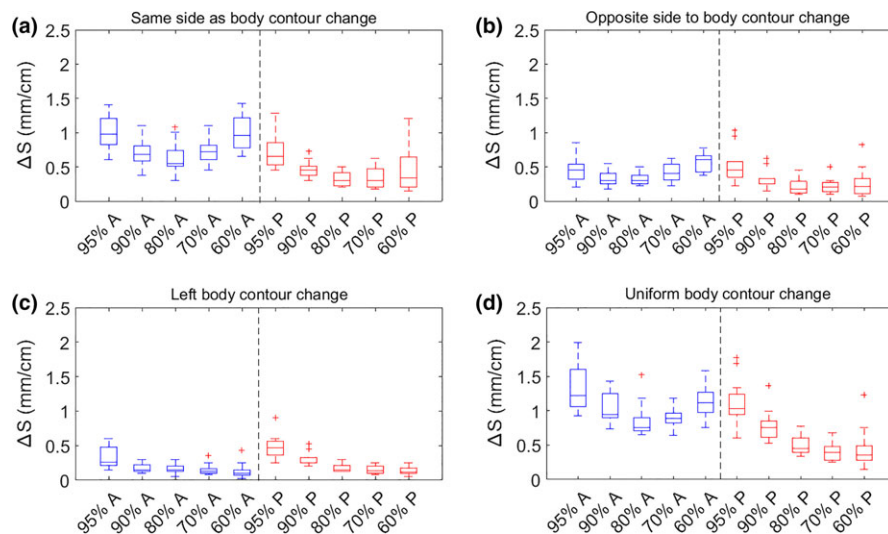 (a) Same side as body contour change
2.5
2
1.5
1
0.5
0
ΔS (mm/cm)
95% A 90% A 80% A 70% A 60% A 95% P 90% P 80% P 70% P 60% P
(b) Opposite side to body contour change
2.5
2
1.5
1
0.5
0
ΔS (mm/cm)
95% A 90% A 80% A 70% A 60% A 95% P 90% P 80% P 70% P 60% P
(c) Left body contour change
2.5
2
1.5
1
0.5
0
ΔS (mm/cm)
95% A 90% A 80% A 70% A 60% A 95% P 90% P 80% P 70% P 60% P
(d) Uniform body contour change
2.5
2
1.5
1
0.5
0
ΔS (mm/cm)
95% A 90% A 80% A 70% A 60% A 95% P 90% P 80% P 70% P 60% P